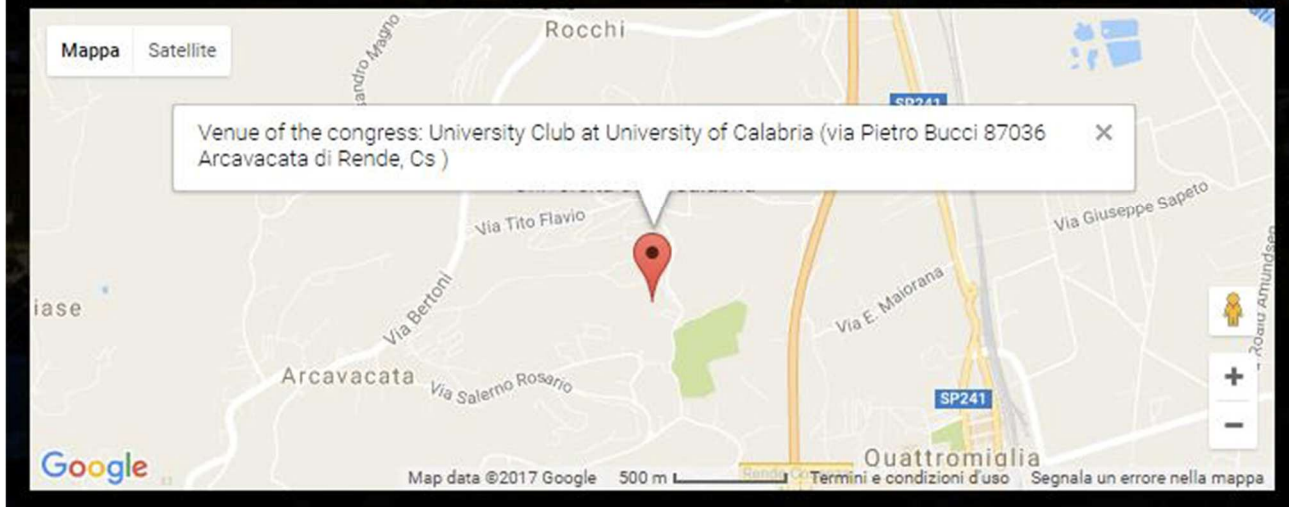 Rocchi
Mappa
Satellite
SP241
Venue of the congress: University Club at University of Calabria (via Pietro Bucci 87036
Arcavacata di Rende, Cs )
Via Tito Flavio
Via Giuseppe Sapeto
Via Bertoni
Via E. Maiorana
iase
Arcavacata
Via Salerno Rosario
SP241
Quattromiglia
Google
Map data ©2017 Google
500 m
Termini e condizioni d'uso
Segnala un errore nella mappa